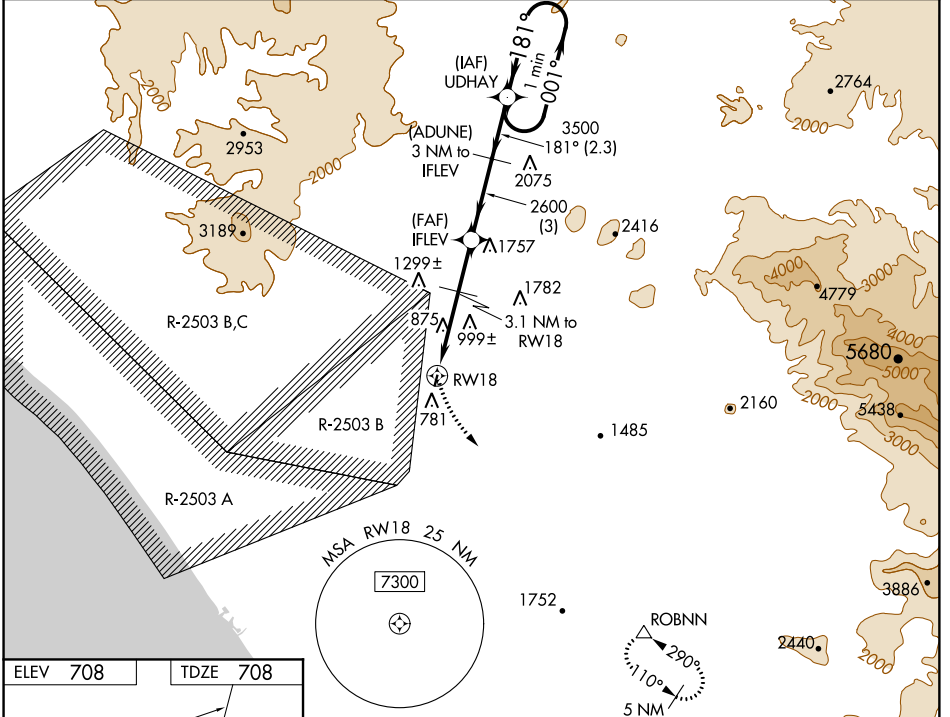 181°
1 min
001°
(IAF)
UDHAY
2764
2000
2000
(ADUNE)
3 NM to
IFLEV
3500
181° (2.3)
2953
2000
2075
2600
(3)
(FAF)
IFLEV
1757
2416
3189
1299±
1782
4000
3000
4779
R-2503 B,C
875
999±
3.1 NM to
RW18
4000
5680
5000
RW18
2000
781
2160
5438
R-2503 B
1485
3000
R-2503 A
MSA RW18 25 NM
7300
1752
3886
ROBNN
290°
2440
2000
110°
5 NM
ELEV 708
TDZE 708